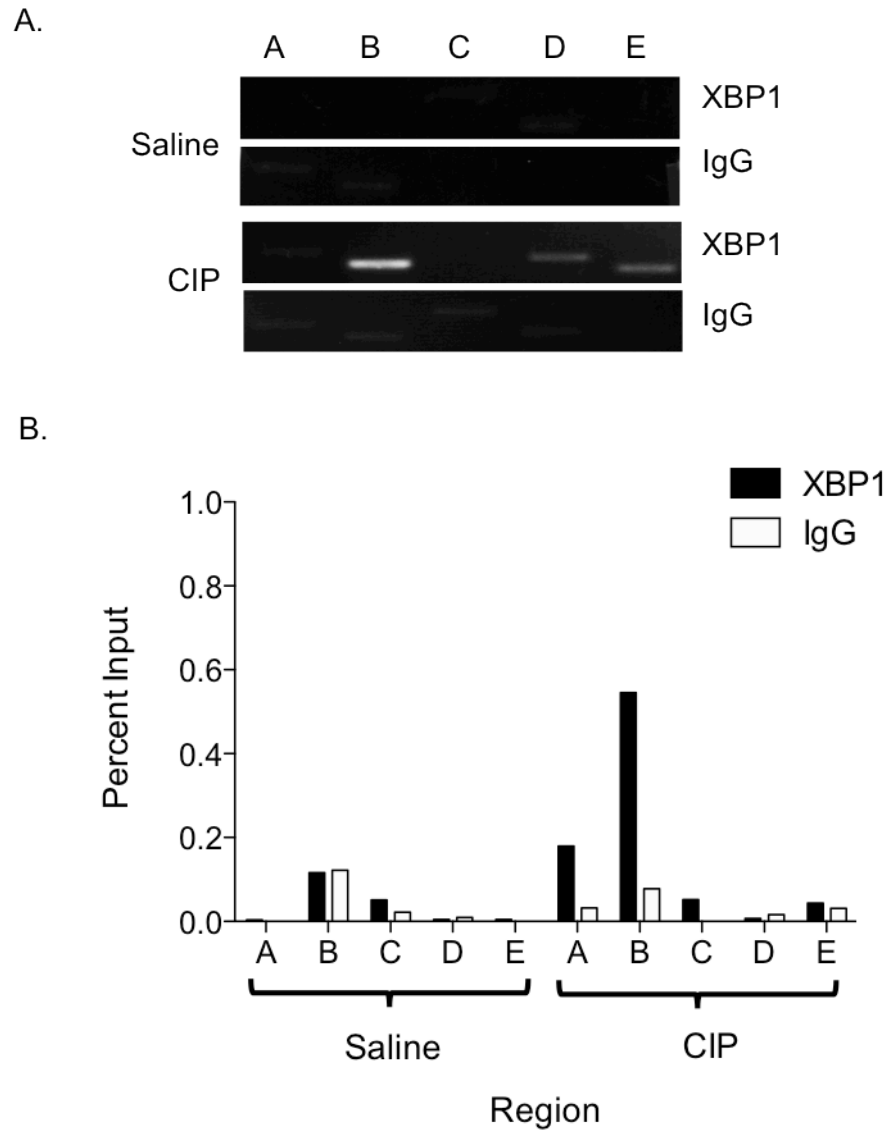 A.
A B C D E
Saline
XBP1
IgG
CIP
XBP1
IgG
B.
XBP1
IgG
Percent Input
1.0
0.8
0.6
0.4
0.2
0.0
A B C D E A B C D E
Saline CIP
Region